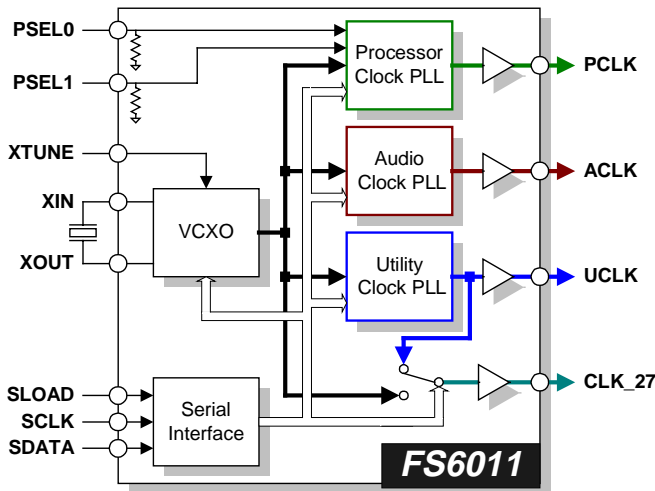 PSEL0
PSEL1
XTUNE
XIN
XOUT
SLOAD
SCLK
SDATA
VCXO
Serial
Interface
Processor
Clock PLL
Audio
Clock PLL
Utility
Clock PLL
PCLK
ACLK
UCLK
CLK_27
FS6011